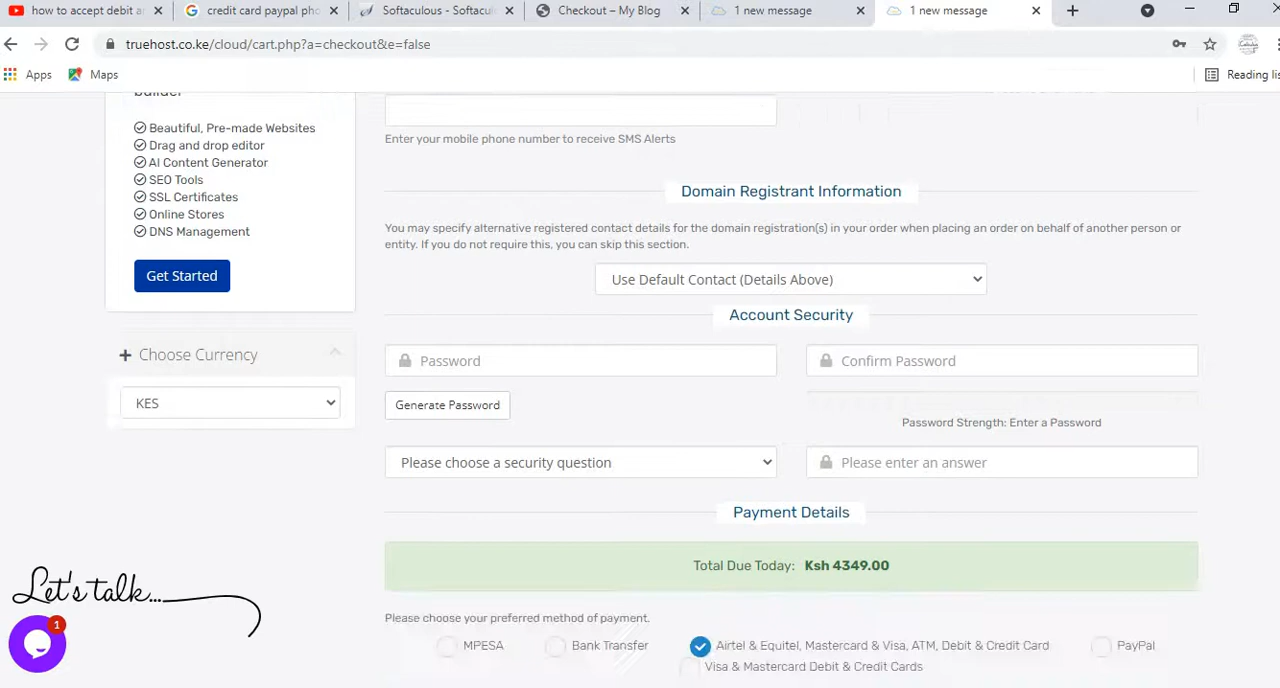 how to accept debit a
credit card paypal pho
Softaculous - Softacul
Checkout – My Blog
1 new message
1 new message
truehost.co.ke/cloud/cart.php?a=checkout&e=false
Apps
Maps
Reading lis
builder
Beautiful, Pre-made Websites
Drag and drop editor
AI Content Generator
SEO Tools
SSL Certificates
Online Stores
DNS Management
Get Started
Choose Currency
KES
Enter your mobile phone number to receive SMS Alerts
Domain Registrant Information
You may specify alternative registered contact details for the domain registration(s) in your order when placing an order on behalf of another person or
entity. If you do not require this, you can skip this section.
Use Default Contact (Details Above)
Account Security
Password
Confirm Password
Generate Password
Password Strength: Enter a Password
Please choose a security question
Please enter an answer
Payment Details
Total Due Today: Ksh 4349.00
Please choose your preferred method of payment.
MPESA
Bank Transfer
Airtel & Equitel, Mastercard & Visa, ATM, Debit & Credit Card
PayPal
Visa & Mastercard Debit & Credit Cards
Let's talk...
1